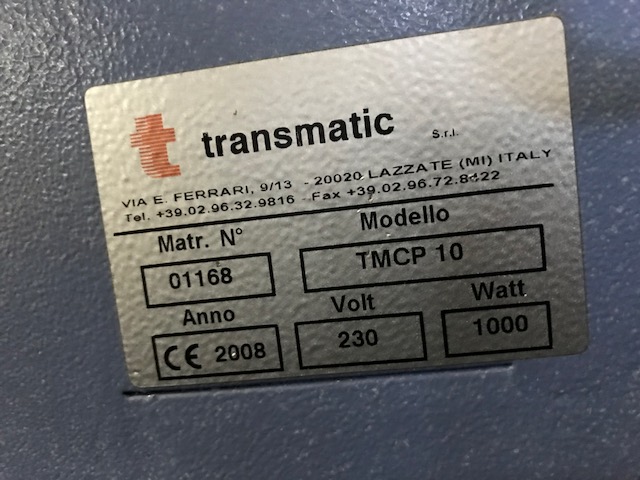 t transmatic S.r.l.
VIA E. FERRARI, 9/13 - 20020 LAZZATE (MI) ITALY
Tel. +39.02.96.32.9816 - Fax +39.02.96.72.8422
Matr. N° Modello
01168 TMCP 10
Anno Volt Watt
CE 2008 230 1000